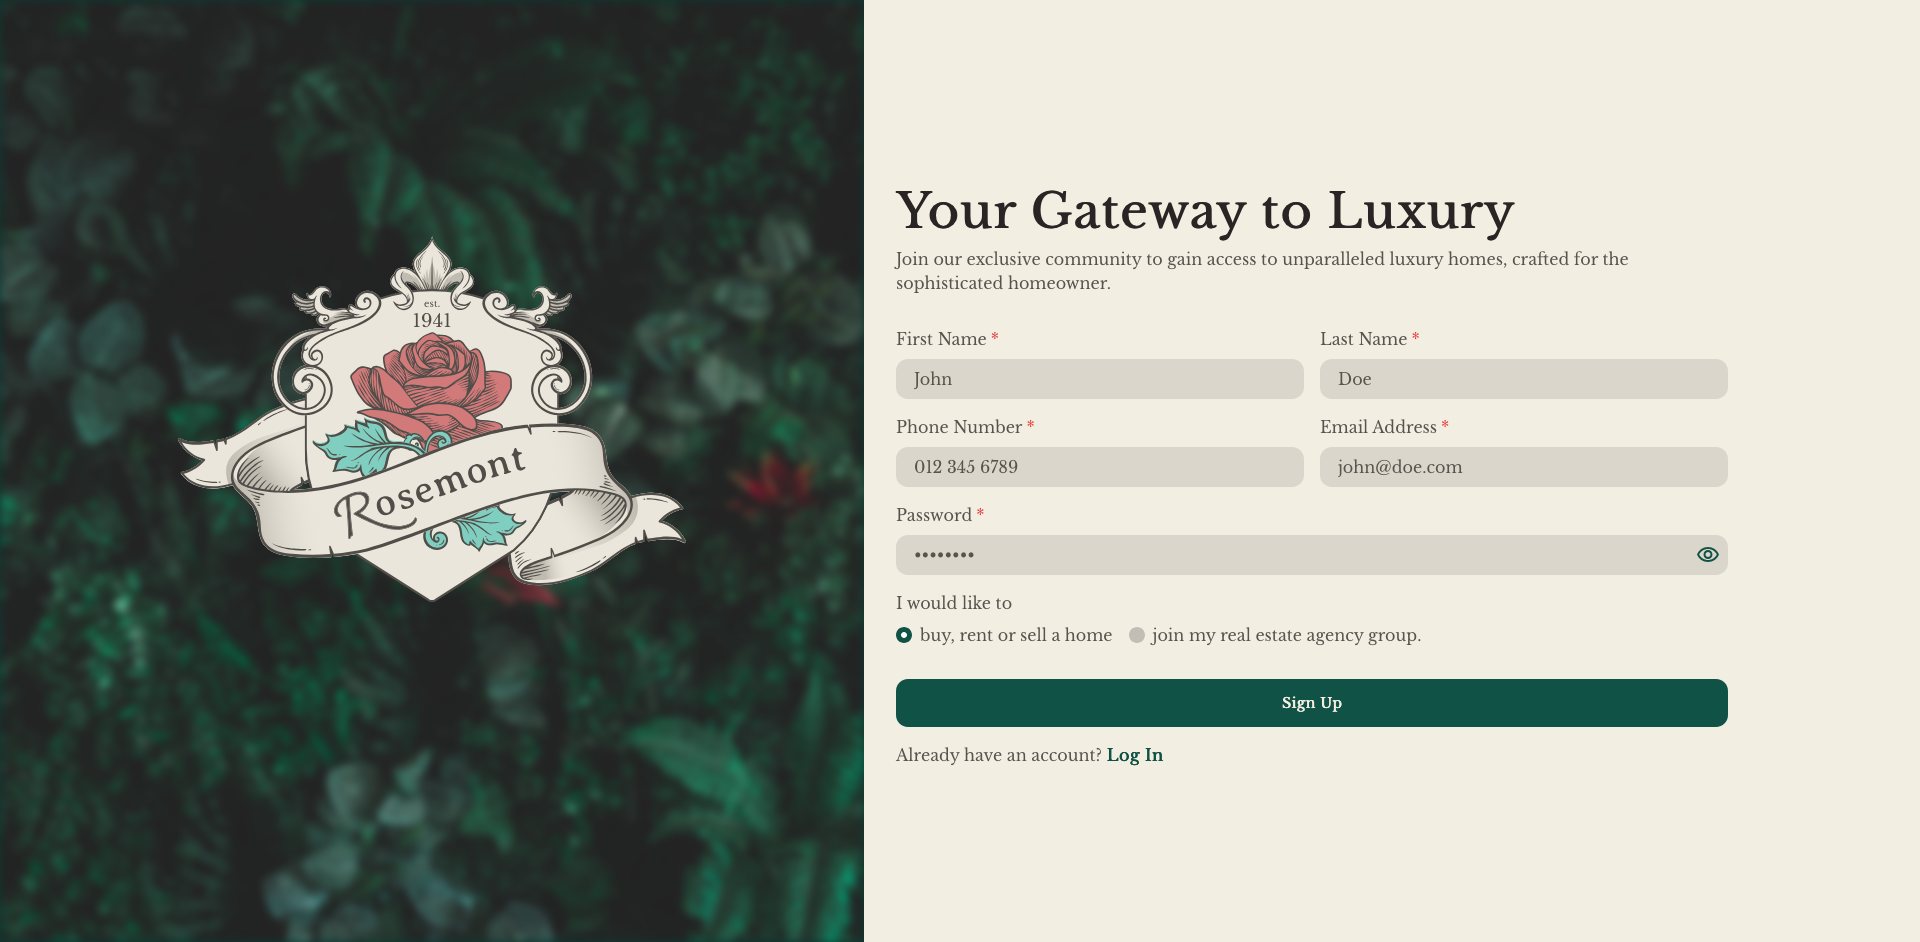 est.
1941
Rosemont
Your Gateway to Luxury
Join our exclusive community to gain access to unparalleled luxury homes, crafted for the
sophisticated homeowner.
First Name *
Last Name *
John
Doe
Phone Number *
Email Address *
012 345 6789
john@doe.com
Password *
••••••••
I would like to
buy, rent or sell a home
join my real estate agency group.
Sign Up
Already have an account? Log In